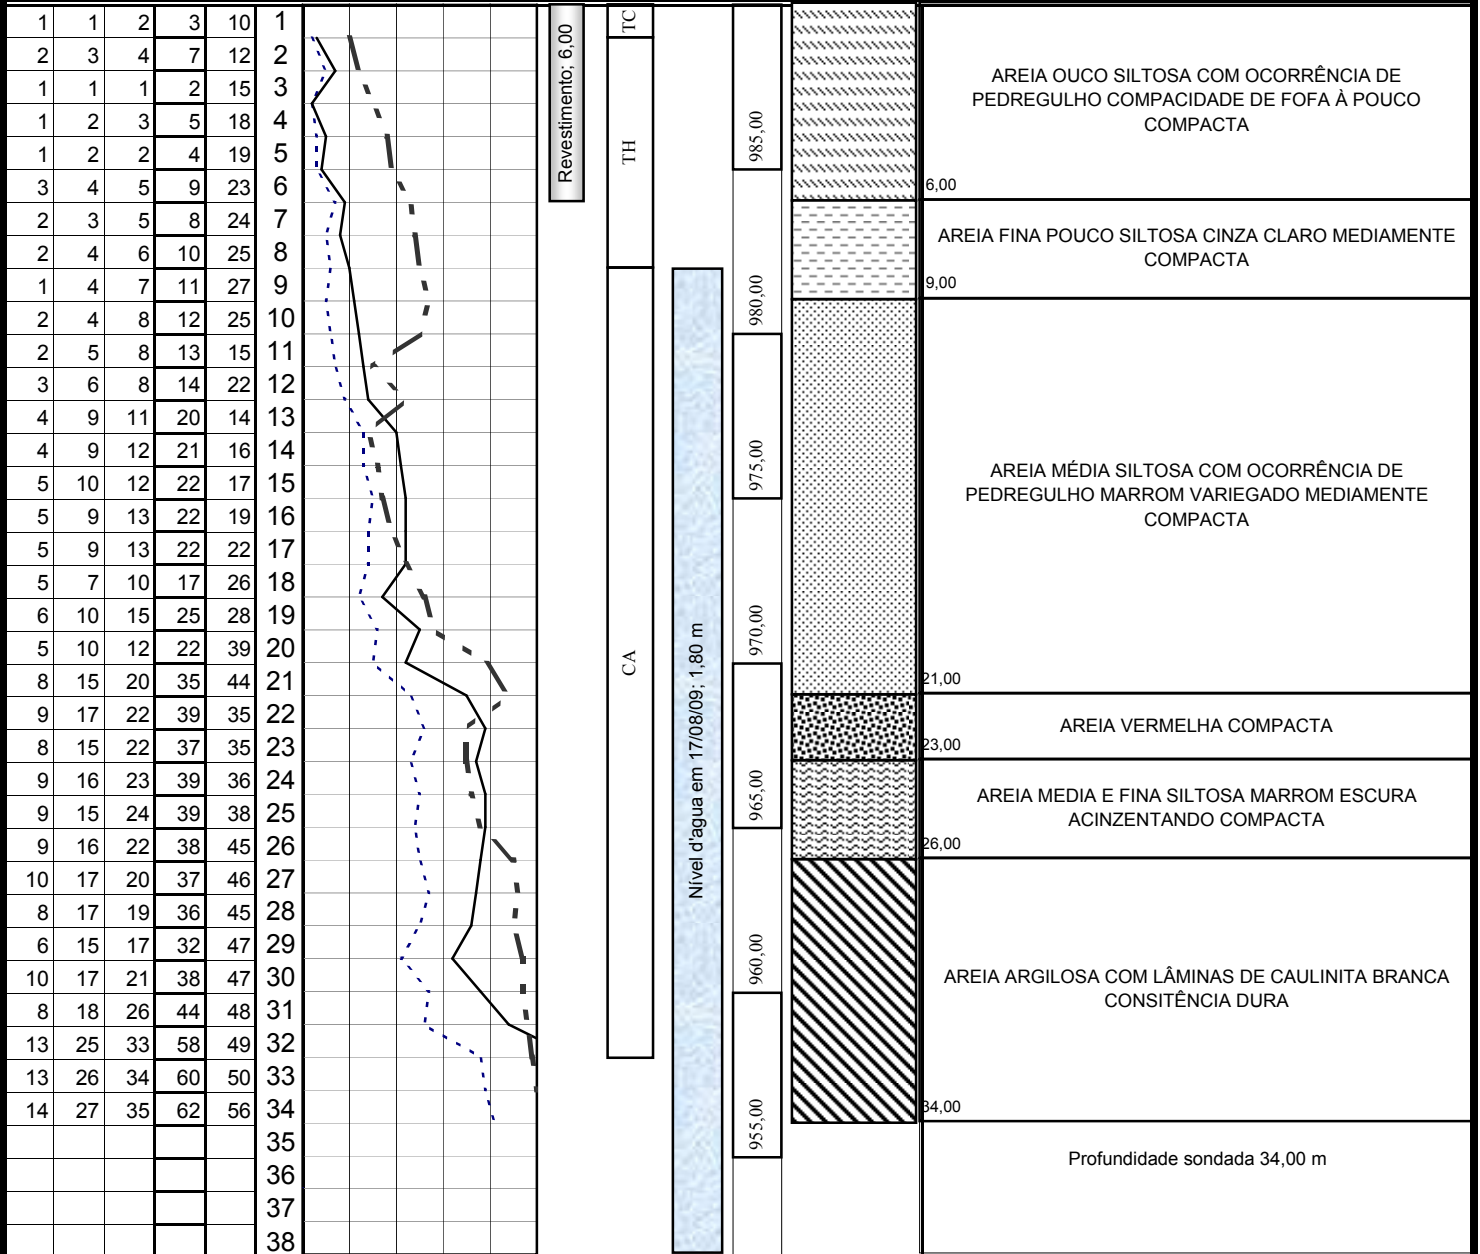 1 1 2 3 10 1
2 3 4 7 12 2
1 1 1 2 15 3
1 2 3 5 18 4
1 2 2 4 19 5
3 4 5 9 23 6
2 3 5 8 24 7
2 4 6 10 25 8
1 4 7 11 27 9
2 4 8 12 25 10
2 5 8 13 15 11
3 6 8 14 22 12
4 9 11 20 14 13
4 9 12 21 16 14
5 10 12 22 17 15
5 9 13 22 19 16
5 9 13 22 22 17
5 7 10 17 26 18
6 10 15 25 28 19
5 10 12 22 39 20
8 15 20 35 44 21
9 17 22 39 35 22
8 15 22 37 35 23
9 16 23 39 36 24
9 15 24 39 38 25
9 16 22 38 45 26
10 17 20 37 46 27
8 17 19 36 45 28
6 15 17 32 47 29
10 17 21 38 47 30
8 18 26 44 48 31
13 25 33 58 49 32
13 26 34 60 50 33
14 27 35 62 56 34
35
36
37
38
Revestimento; 6,00
TC
TH
CA
Nível d'agua em 17/08/09; 1,80 m
985,00
980,00
975,00
970,00
965,00
960,00
955,00
AREIA OUCO SILTOSA COM OCORRÊNCIA DE
PEDREGULHO COMPACIDADE DE FOFA À POUCO
COMPACTA
6,00
AREIA FINA POUCO SILTOSA CINZA CLARO MEDIAMENTE
COMPACTA
9,00
AREIA MÉDIA SILTOSA COM OCORRÊNCIA DE
PEDREGULHO MARROM VARIEGADO MEDIAMENTE
COMPACTA
21,00
AREIA VERMELHA COMPACTA
23,00
AREIA MEDIA E FINA SILTOSA MARROM ESCURA
ACINZENTANDO COMPACTA
26,00
AREIA ARGILOSA COM LÂMINAS DE CAULINITA BRANCA
CONSITÊNCIA DURA
34,00
Profundidade sondada 34,00 m